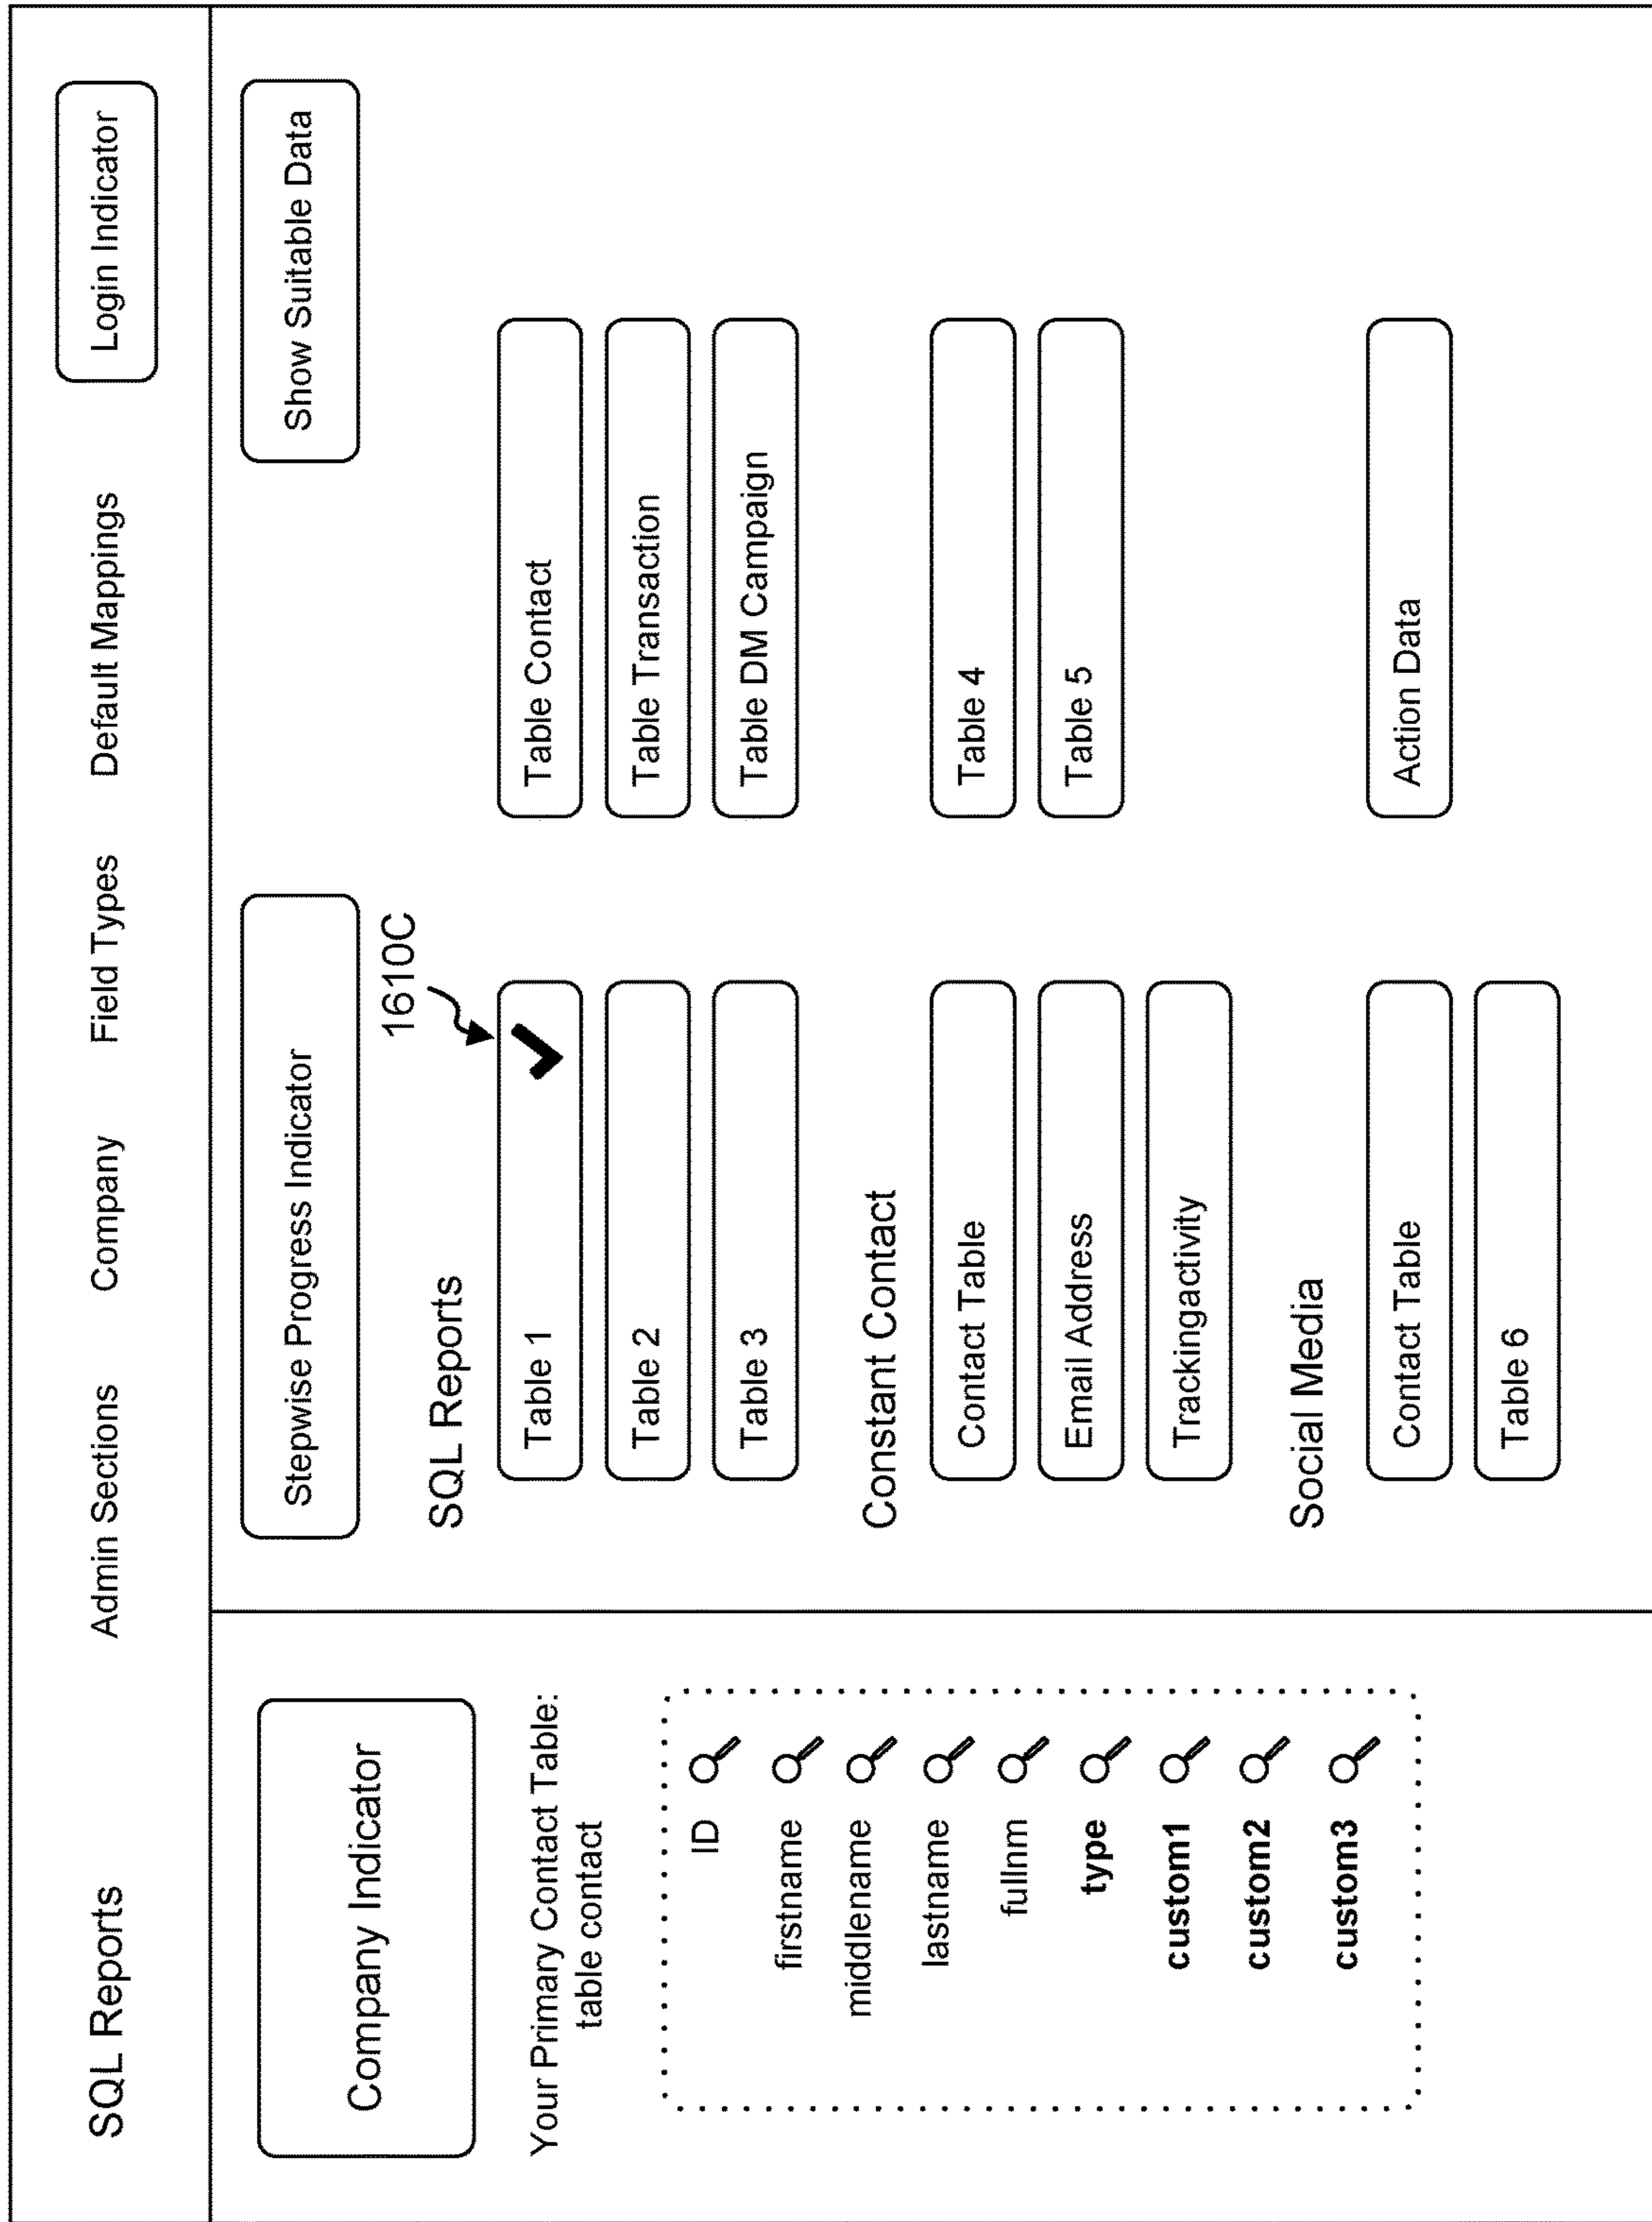 SQL Reports
Admin Sections
Company
Field Types
Default Mappings
Login Indicator
Company Indicator
Your Primary Contact Table:
table contact
ID
firstname
middlename
lastname
fullnm
type
custom1
custom2
custom3
Stepwise Progress Indicator
Show Suitable Data
1610C
SQL Reports
Table 1
Table Contact
Table 2
Table Transaction
Table 3
Table DM Campaign
Constant Contact
Contact Table
Table 4
Email Address
Table 5
Trackingactivity
Social Media
Contact Table
Action Data
Table 6